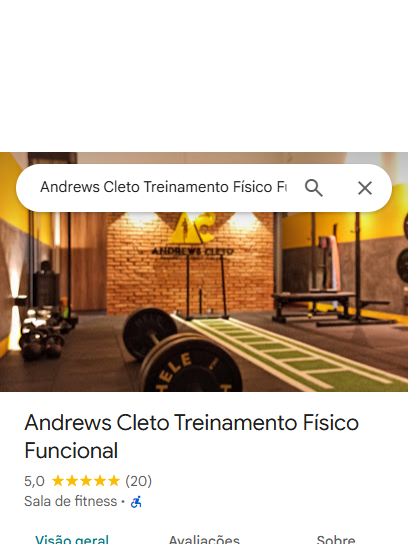 Andrews Cleto Treinamento Físico Fu
ANDREWS CLETO
HELE
Andrews Cleto Treinamento Físico
Funcional
5,0 (20)
Sala de fitness ·
Visão geral Avaliações Sobre